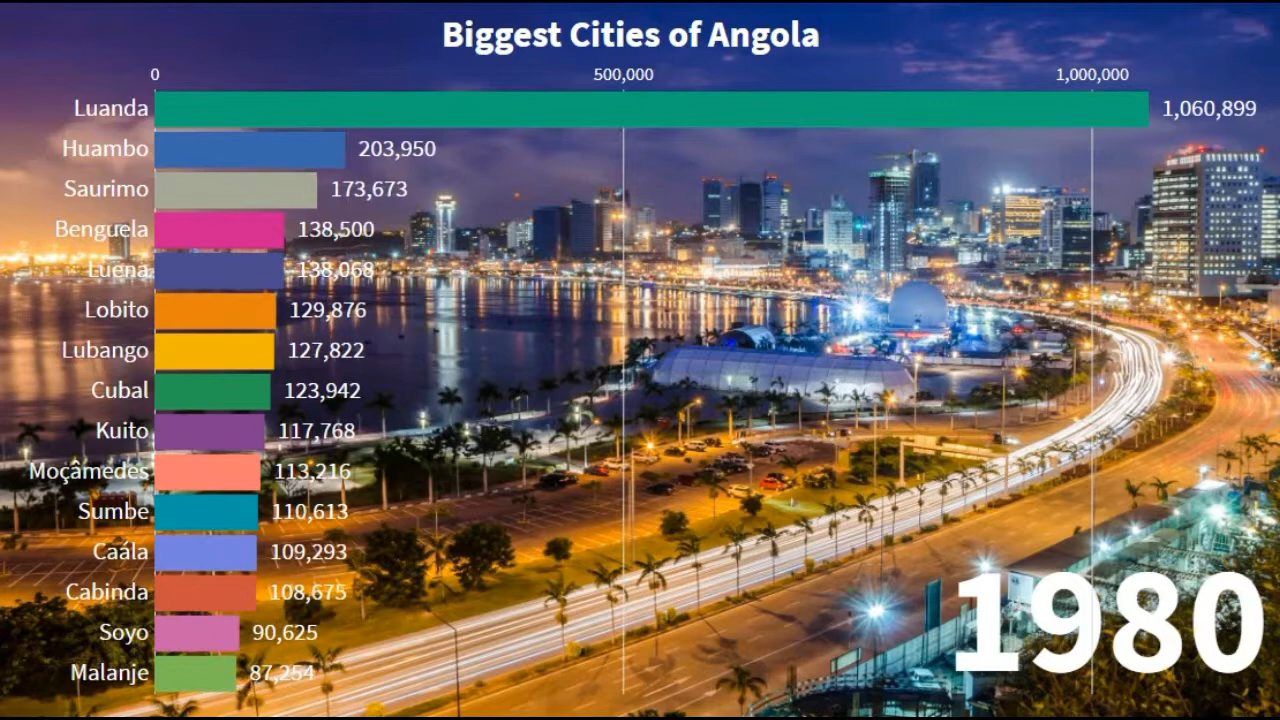 Biggest Cities of Angola
0 500,000 1,000,000
Luanda 1,060,899
Huambo 203,950
Saurimo 173,673
Benguela 138,500
Luena 138,068
Lobito 129,876
Lubango 127,822
Cubal 123,942
Kuito 117,768
Moçâmedes 113,216
Sumbe 110,613
Caála 109,293
Cabinda 108,675
Soyo 90,625
Malanje 87,254
1980